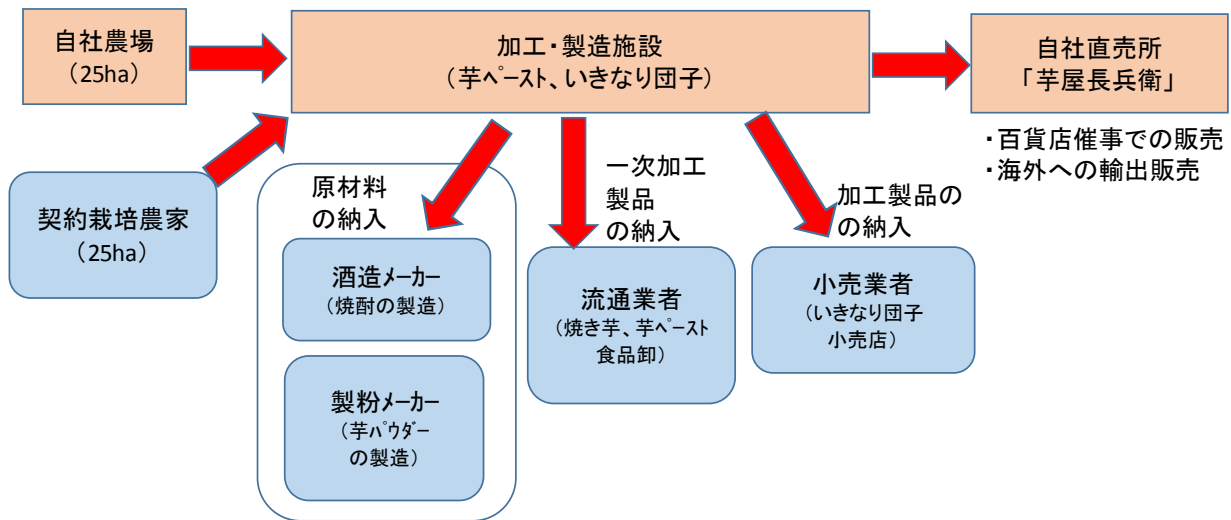 自社農場
（25ha）
加工・製造施設
（芋ﾍﾟｰｽﾄ、いきなり団子）
自社直売所
「芋屋長兵衛」
・百貨店催事での販売
・海外への輸出販売
契約栽培農家
（25ha）
原材料
の納入
酒造ﾒｰｶｰ
（焼酎の製造）
製粉ﾒｰｶｰ
（芋ﾊﾟｳﾀﾞｰ
の製造）
一次加工
製品
の納入
流通業者
（焼き芋、芋ﾍﾟｰｽﾄ
食品卸）
加工製品の
の納入
小売業者
（いきなり団子
小売店）